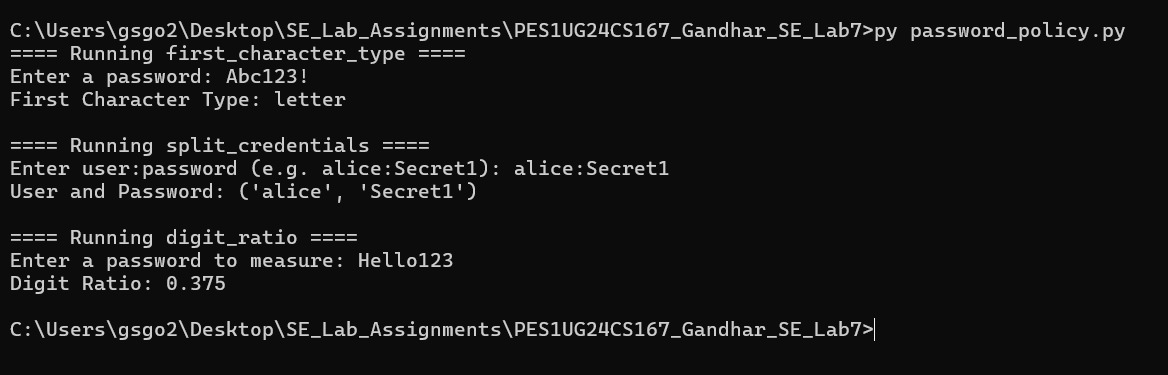 C:\Users\gsgo2\Desktop\SE_Lab_Assignments\PES1UG24CS167_Gandhar_SE_Lab7>py password_policy.py
==== Running first_character_type ====
Enter a password: Abc123!
First Character Type: letter
==== Running split_credentials ====
Enter user:password (e.g. alice:Secret1): alice:Secret1
User and Password: ('alice', 'Secret1')
==== Running digit_ratio ====
Enter a password to measure: Hello123
Digit Ratio: 0.375
C:\Users\gsgo2\Desktop\SE_Lab_Assignments\PES1UG24CS167_Gandhar_SE_Lab7>